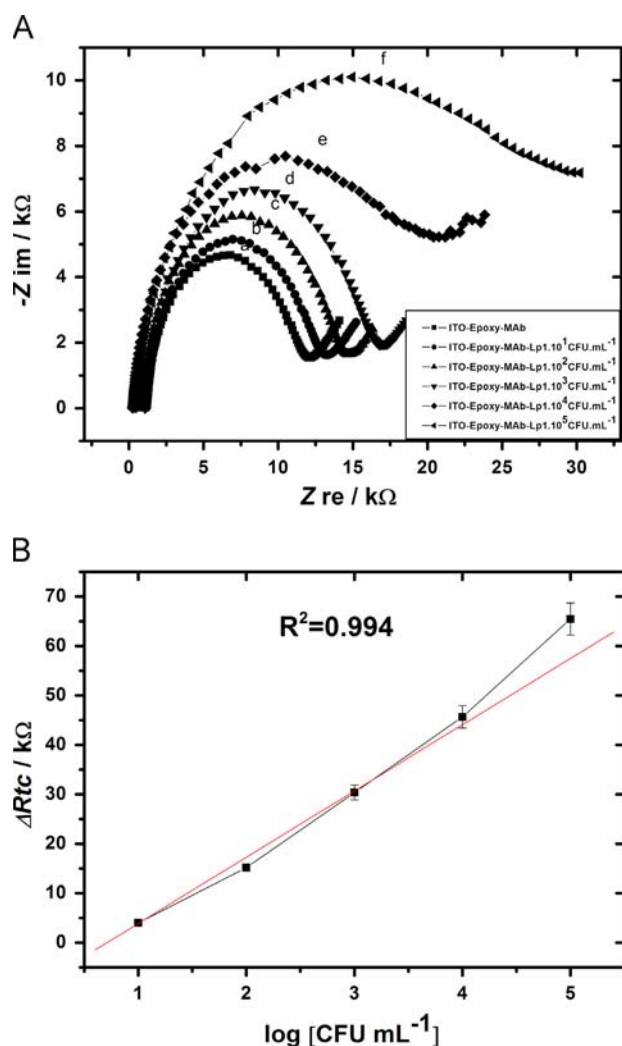 A
-Z im / kΩ
10
8
6
4
2
0
f
e
d
c
b
a
ITO-Epoxy-MAb
ITO-Epoxy-MAb-Lp1.10¹CFU.mL⁻¹
ITO-Epoxy-MAb-Lp1.10²CFU.mL⁻¹
ITO-Epoxy-MAb-Lp1.10³CFU.mL⁻¹
ITO-Epoxy-MAb-Lp1.10⁴CFU.mL⁻¹
ITO-Epoxy-MAb-Lp1.10⁵CFU.mL⁻¹
0 5 10 15 20 25 30
Z re / kΩ
B
ΔRtc / kΩ
70
60
50
40
30
20
10
0
R²=0.994
1 2 3 4 5
log [CFU mL⁻¹]